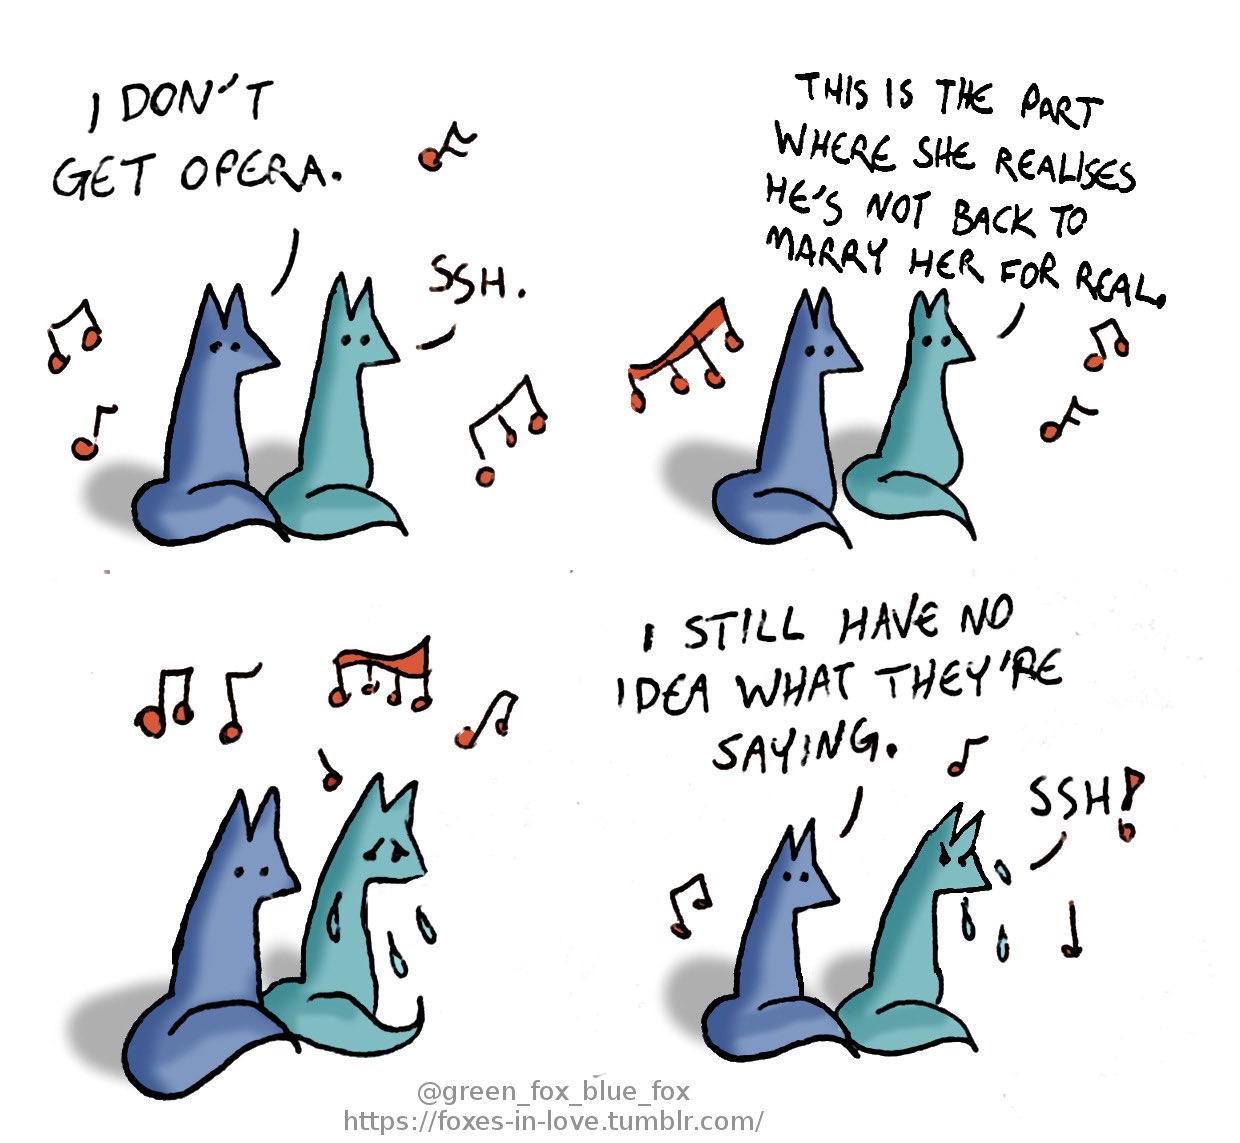 I DON'T
GET OPERA.
SSH.
THIS IS THE PART
WHERE SHE REALISES
HE'S NOT BACK TO
MARRY HER FOR REAL.
I STILL HAVE NO
IDEA WHAT THEY'RE
SAYING.
SSH!
@green_fox_blue_fox
https://foxes-in-love.tumblr.com/